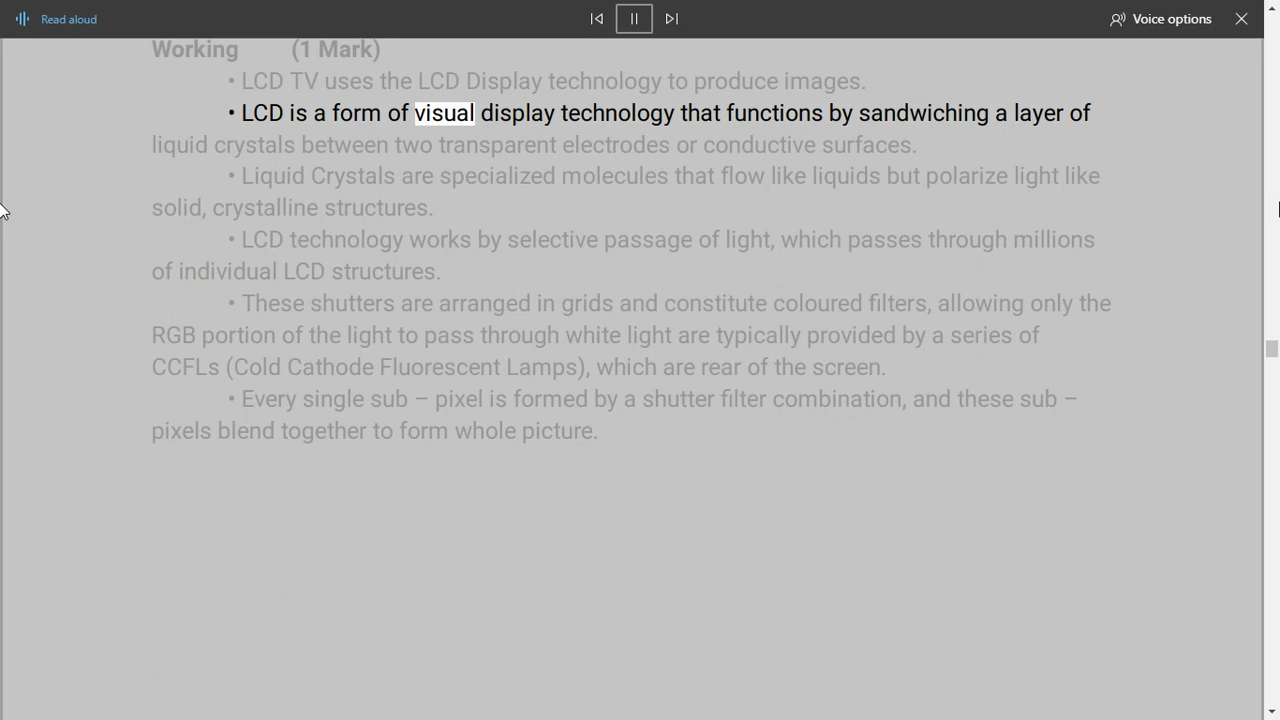 Read aloud
Voice options
Working (1 Mark)
• LCD TV uses the LCD Display technology to produce images.
• LCD is a form of visual display technology that functions by sandwiching a layer of
liquid crystals between two transparent electrodes or conductive surfaces.
• Liquid Crystals are specialized molecules that flow like liquids but polarize light like
solid, crystalline structures.
• LCD technology works by selective passage of light, which passes through millions
of individual LCD structures.
• These shutters are arranged in grids and constitute coloured filters, allowing only the
RGB portion of the light to pass through white light are typically provided by a series of
CCFLs (Cold Cathode Fluorescent Lamps), which are rear of the screen.
• Every single sub – pixel is formed by a shutter filter combination, and these sub –
pixels blend together to form whole picture.